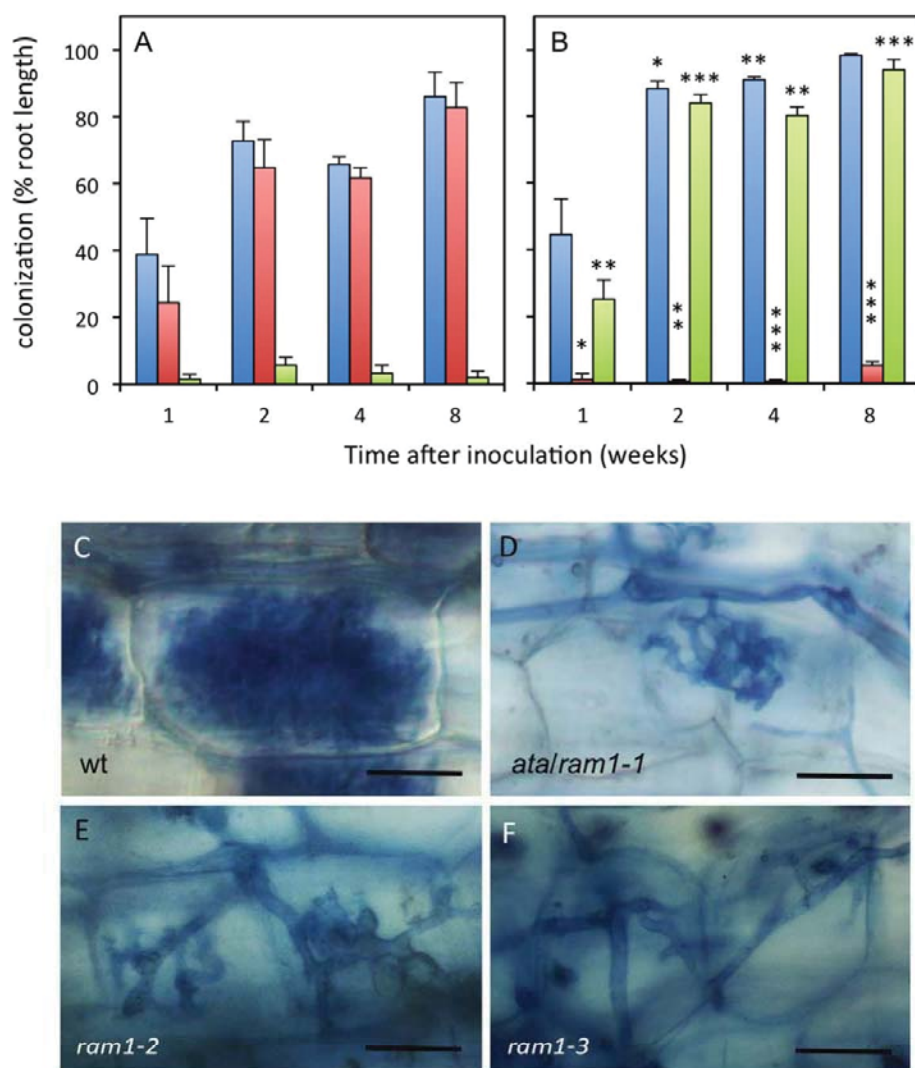 A
B
colonization (% root length)
100
80
60
40
20
0
* *** ** ** ***
** * ** *** ***
1 2 4 8
1 2 4 8
Time after inoculation (weeks)
C
wt
D
ata/ram1-1
E
ram1-2
F
ram1-3